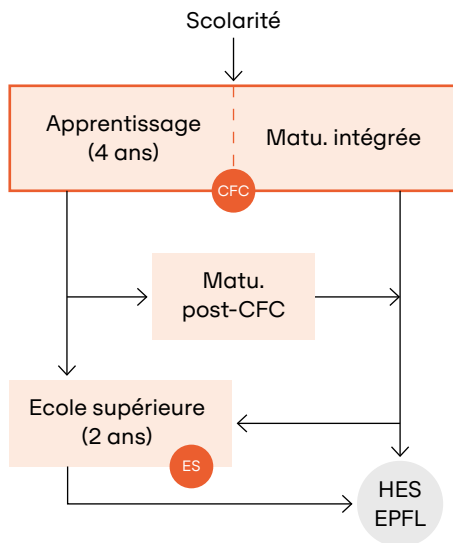 Scolarité
Apprentissage
(4 ans)
Matu. intégrée
CFC
Matu.
post-CFC
Ecole supérieure
(2 ans)
ES
HES
EPFL